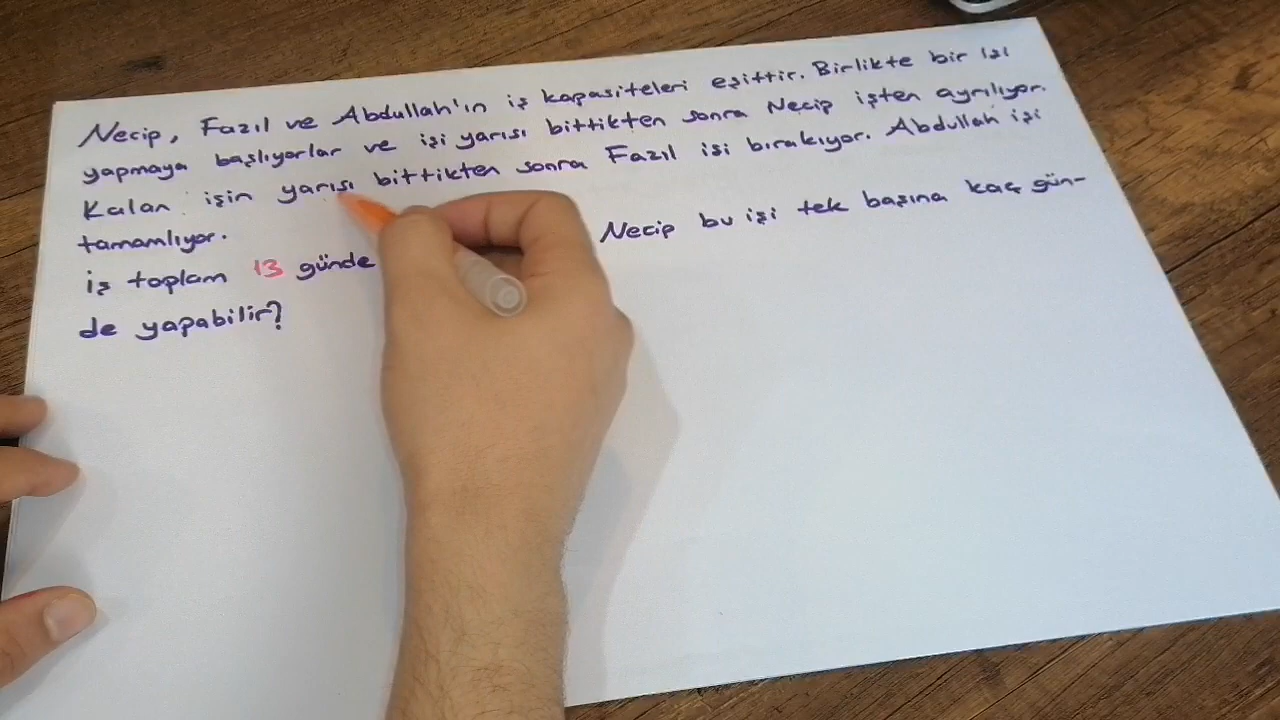 Necip, Fazıl ve Abdullah'ın iş kapasiteleri eşittir. Birlikte bir işi
yapmaya başlıyorlar ve işi yarısı bittikten sonra Necip işten ayrılıyor.
Kalan işin yarısı bittikten sonra Fazıl işi bırakıyor. Abdullah işi
tamamlıyor.
iş toplam 13 günde Necip bu işi tek başına kaç gün-
de yapabilir?